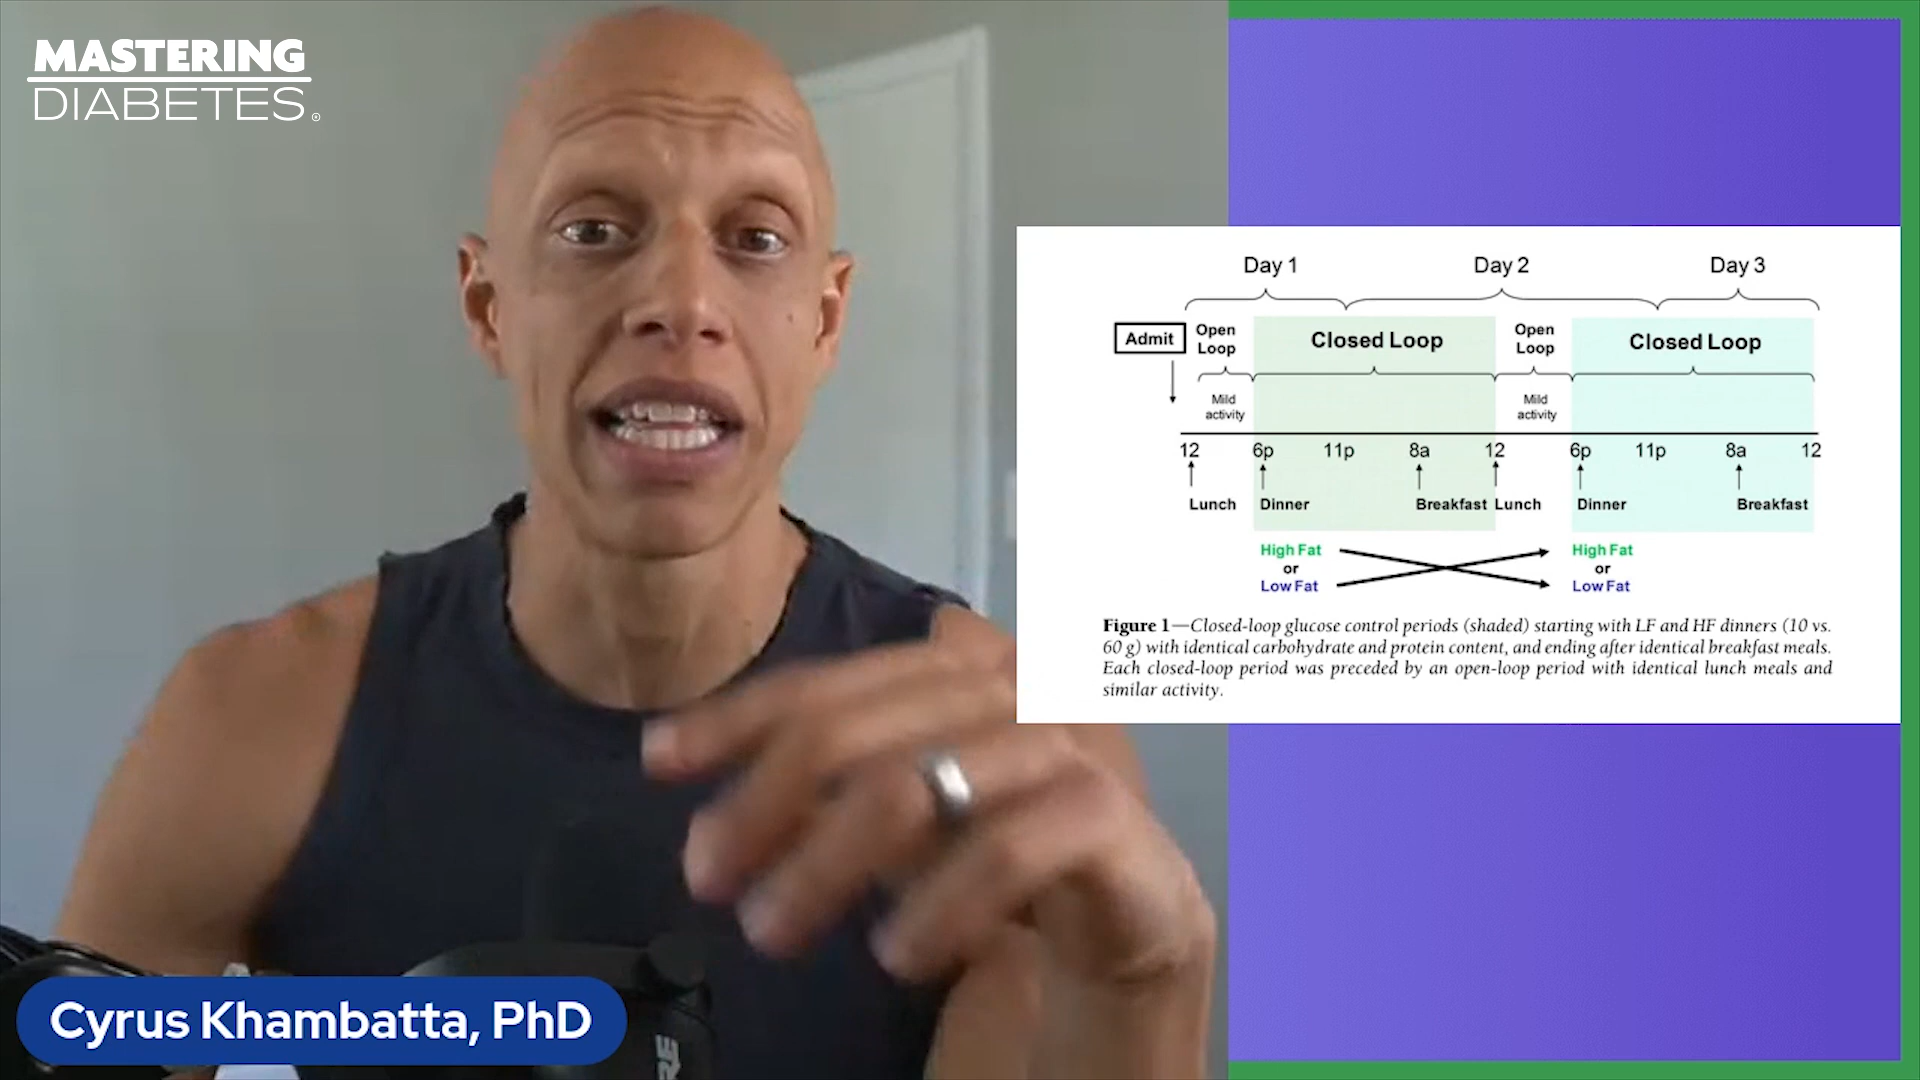 MASTERING
DIABETES®
Day 1 Day 2 Day 3
Admit
Open
Loop
Closed Loop
Open
Loop
Closed Loop
Mild
activity
Mild
activity
12 6p 11p 8a 12 6p 11p 8a 12
Lunch Dinner Breakfast Lunch Dinner Breakfast
High Fat
or
Low Fat
High Fat
or
Low Fat
Figure 1—Closed-loop glucose control periods (shaded) starting with LF and HF dinners (10 vs.
60 g) with identical carbohydrate and protein content, and ending after identical breakfast meals.
Each closed-loop period was preceded by an open-loop period with identical lunch meals and
similar activity.
Cyrus Khambatta, PhD
RE